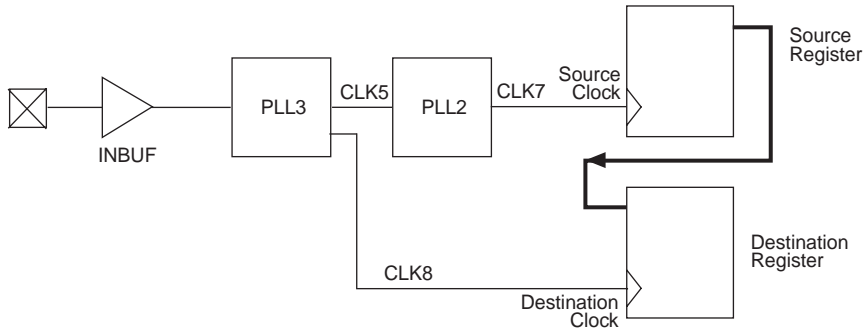 Source
Register
Source
Clock
CLK5
CLK7
PLL3
PLL2
INBUF
Destination
Register
CLK8
Destination
Clock